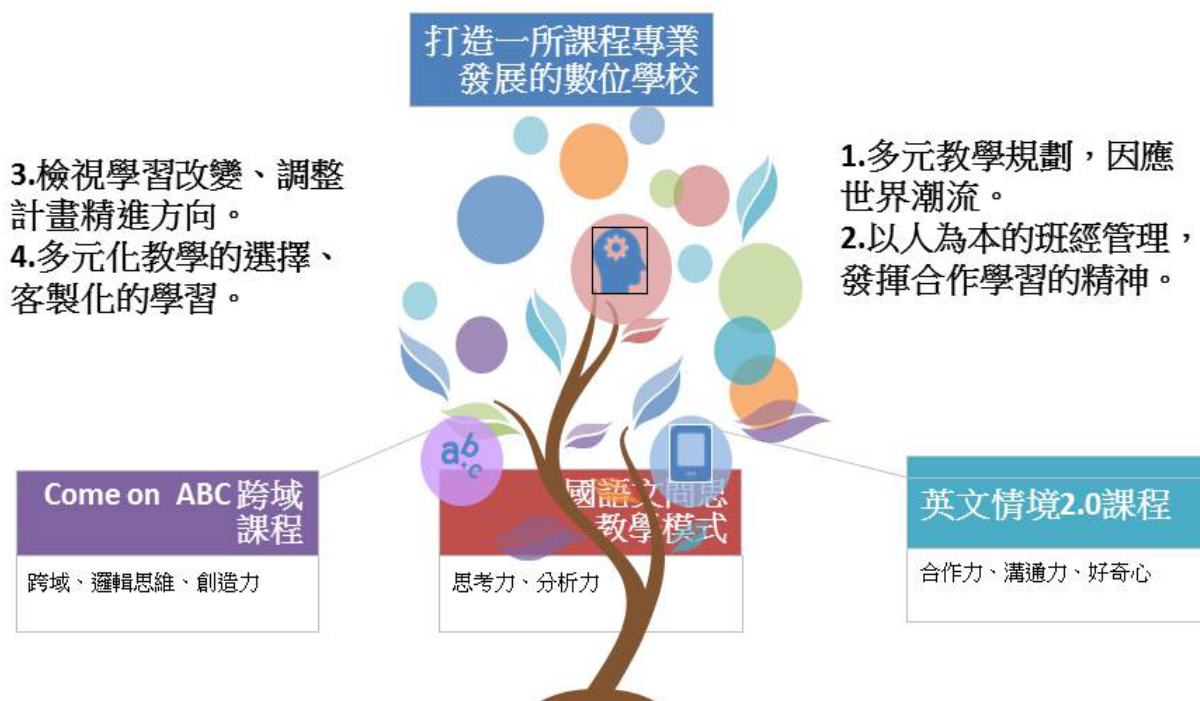 打造一所課程專業
發展的數位學校
3.檢視學習改變、調整
計畫精進方向。
4.多元化教學的選擇、
客製化的學習。
1.多元教學規劃，因應
世界潮流。
2.以人為本的班經管理，
發揮合作學習的精神。
abc
Come on ABC 跨域
課程
跨域、邏輯思維、創造力
國語文閱思
教學模式
思考力、分析力
英文情境2.0課程
合作力、溝通力、好奇心